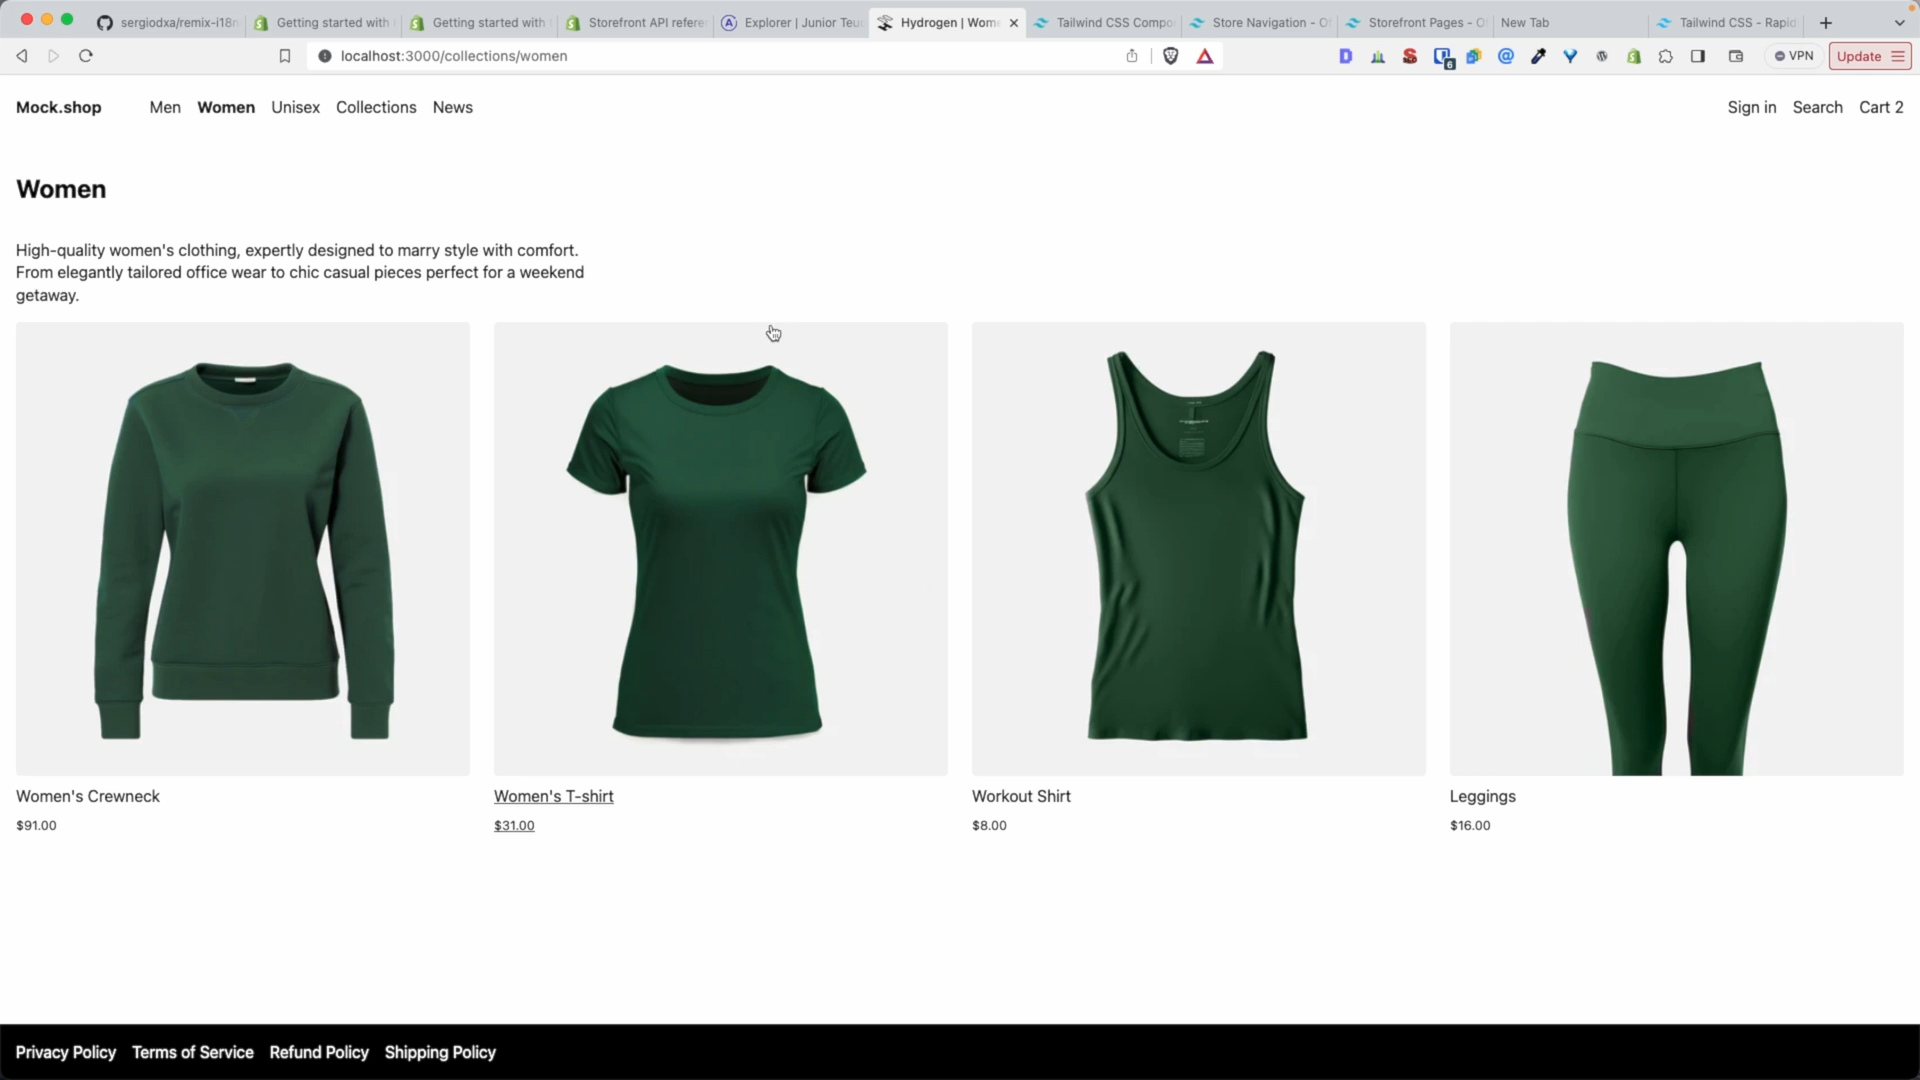 sergiodxa/remix-i18n
Getting started with
Getting started with
Storefront API refere
Explorer | Junior Teu
Hydrogen | Wome
Tailwind CSS Compo
Store Navigation - O
Storefront Pages - O
New Tab
Tailwind CSS - Rapid
localhost:3000/collections/women
6
VPN
Update
Mock.shop
Men
Women
Unisex
Collections
News
Sign in
Search
Cart 2
Women
High-quality women's clothing, expertly designed to marry style with comfort.
From elegantly tailored office wear to chic casual pieces perfect for a weekend
getaway.
Women's Crewneck
$91.00
Women's T-shirt
$31.00
Workout Shirt
$8.00
Leggings
$16.00
Privacy Policy
Terms of Service
Refund Policy
Shipping Policy